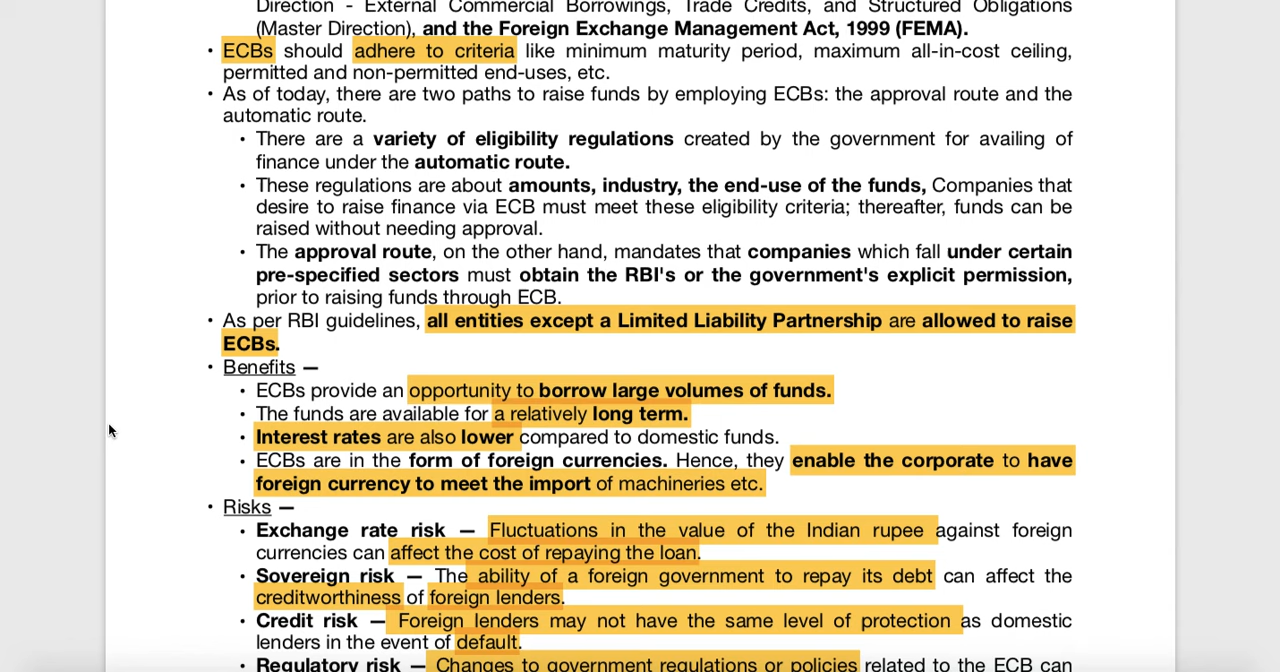 Direction - External Commercial Borrowings, Trade Credits, and Structured Obligations
(Master Direction), and the Foreign Exchange Management Act, 1999 (FEMA).
• ECBs should adhere to criteria like minimum maturity period, maximum all-in-cost ceiling,
permitted and non-permitted end-uses, etc.
• As of today, there are two paths to raise funds by employing ECBs: the approval route and the
automatic route.
• There are a variety of eligibility regulations created by the government for availing of
finance under the automatic route.
• These regulations are about amounts, industry, the end-use of the funds, Companies that
desire to raise finance via ECB must meet these eligibility criteria; thereafter, funds can be
raised without needing approval.
• The approval route, on the other hand, mandates that companies which fall under certain
pre-specified sectors must obtain the RBI's or the government's explicit permission,
prior to raising funds through ECB.
• As per RBI guidelines, all entities except a Limited Liability Partnership are allowed to raise
ECBs.
• Benefits —
• ECBs provide an opportunity to borrow large volumes of funds.
• The funds are available for a relatively long term.
• Interest rates are also lower compared to domestic funds.
• ECBs are in the form of foreign currencies. Hence, they enable the corporate to have
foreign currency to meet the import of machineries etc.
• Risks —
• Exchange rate risk — Fluctuations in the value of the Indian rupee against foreign
currencies can affect the cost of repaying the loan.
• Sovereign risk — The ability of a foreign government to repay its debt can affect the
creditworthiness of foreign lenders.
• Credit risk — Foreign lenders may not have the same level of protection as domestic
lenders in the event of default.
• Regulatory risk — Changes to government regulations or policies related to the ECB can